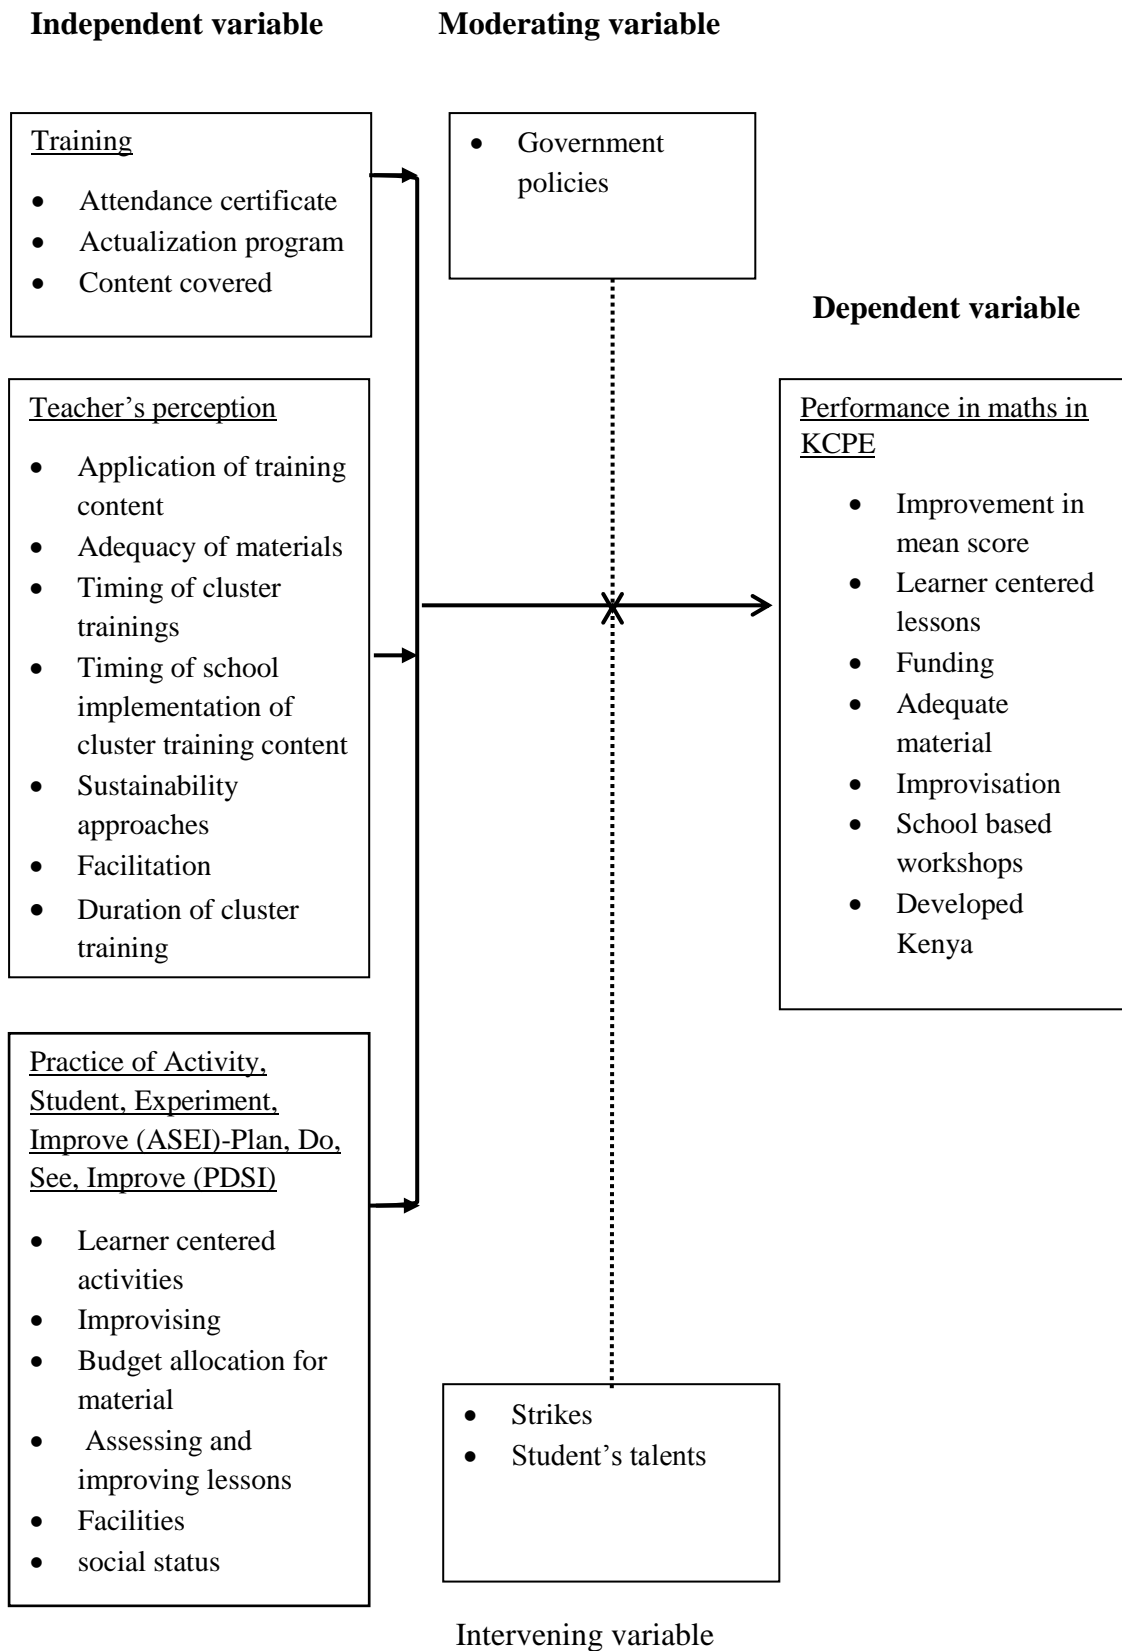 Independent variable
Moderating variable
Training
• Attendance certificate
• Actualization program
• Content covered
• Government
policies
Dependent variable
Teacher’s perception
• Application of training
content
• Adequacy of materials
• Timing of cluster
trainings
• Timing of school
implementation of
cluster training content
• Sustainability
approaches
• Facilitation
• Duration of cluster
training
Performance in maths in
KCPE
• Improvement in
mean score
• Learner centered
lessons
• Funding
• Adequate
material
• Improvisation
• School based
workshops
• Developed
Kenya
Practice of Activity,
Student, Experiment,
Improve (ASEI)-Plan, Do,
See, Improve (PDSI)
• Learner centered
activities
• Improvising
• Budget allocation for
material
• Assessing and
improving lessons
• Facilities
• social status
• Strikes
• Student’s talents
Intervening variable